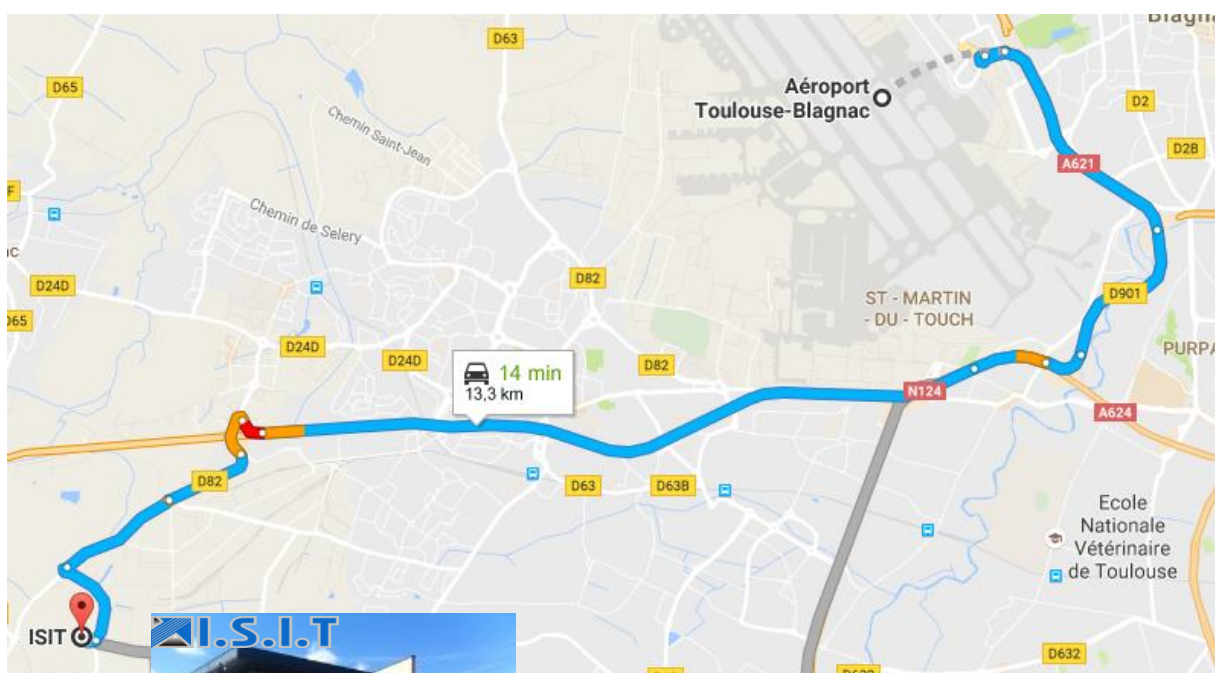 D63
Blagna
D65
Aéroport
Toulouse-Blagnac
D2
Chemin Saint-Jean
D2B
A621
F
Chemin de Selery
D24D
D82
D901
ST - MARTIN
- DU - TOUCH
D65
D24D
D24D
D82
PURPA
14 min
13,3 km
N124
A624
D82
D63
D63B
Ecole
Nationale
Vétérinaire
de Toulouse
ISIT
I.S.I.T
D632
D632